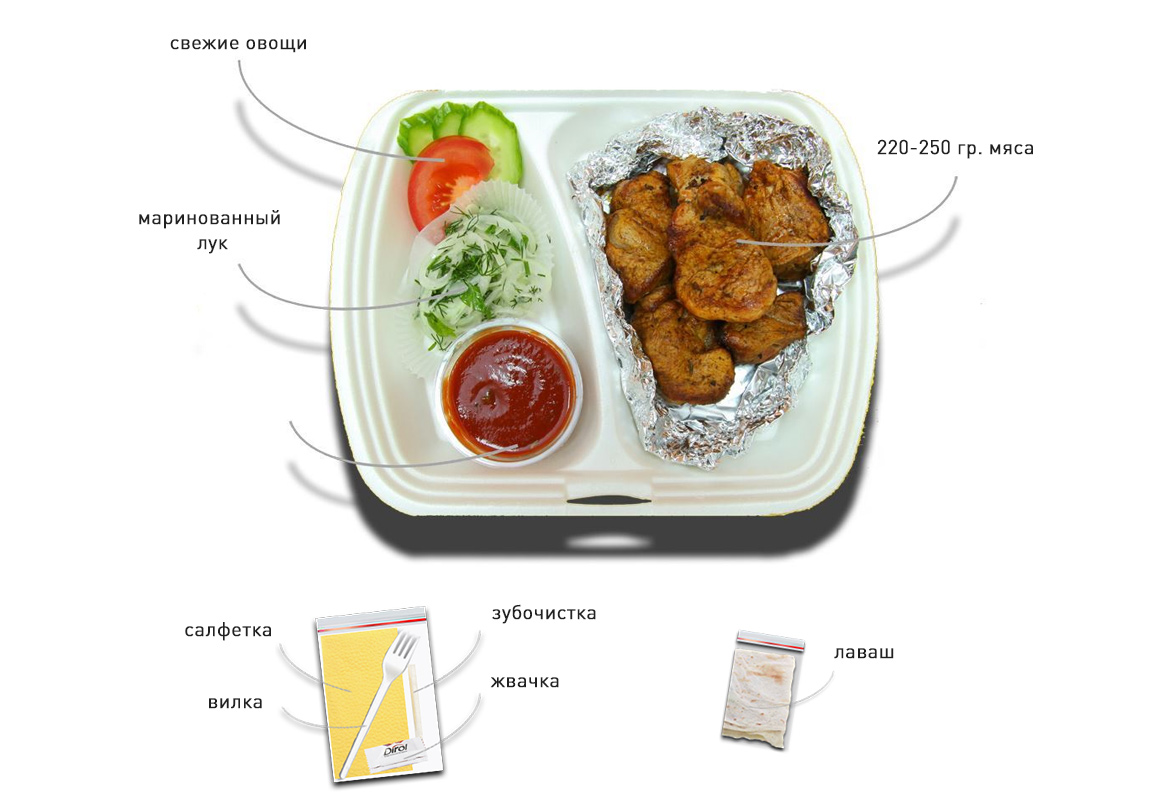 свежие овощи
220-250 гр. мяса
маринованный
лук
зубочистка
салфетка
лаваш
жвачка
вилка
Dirol